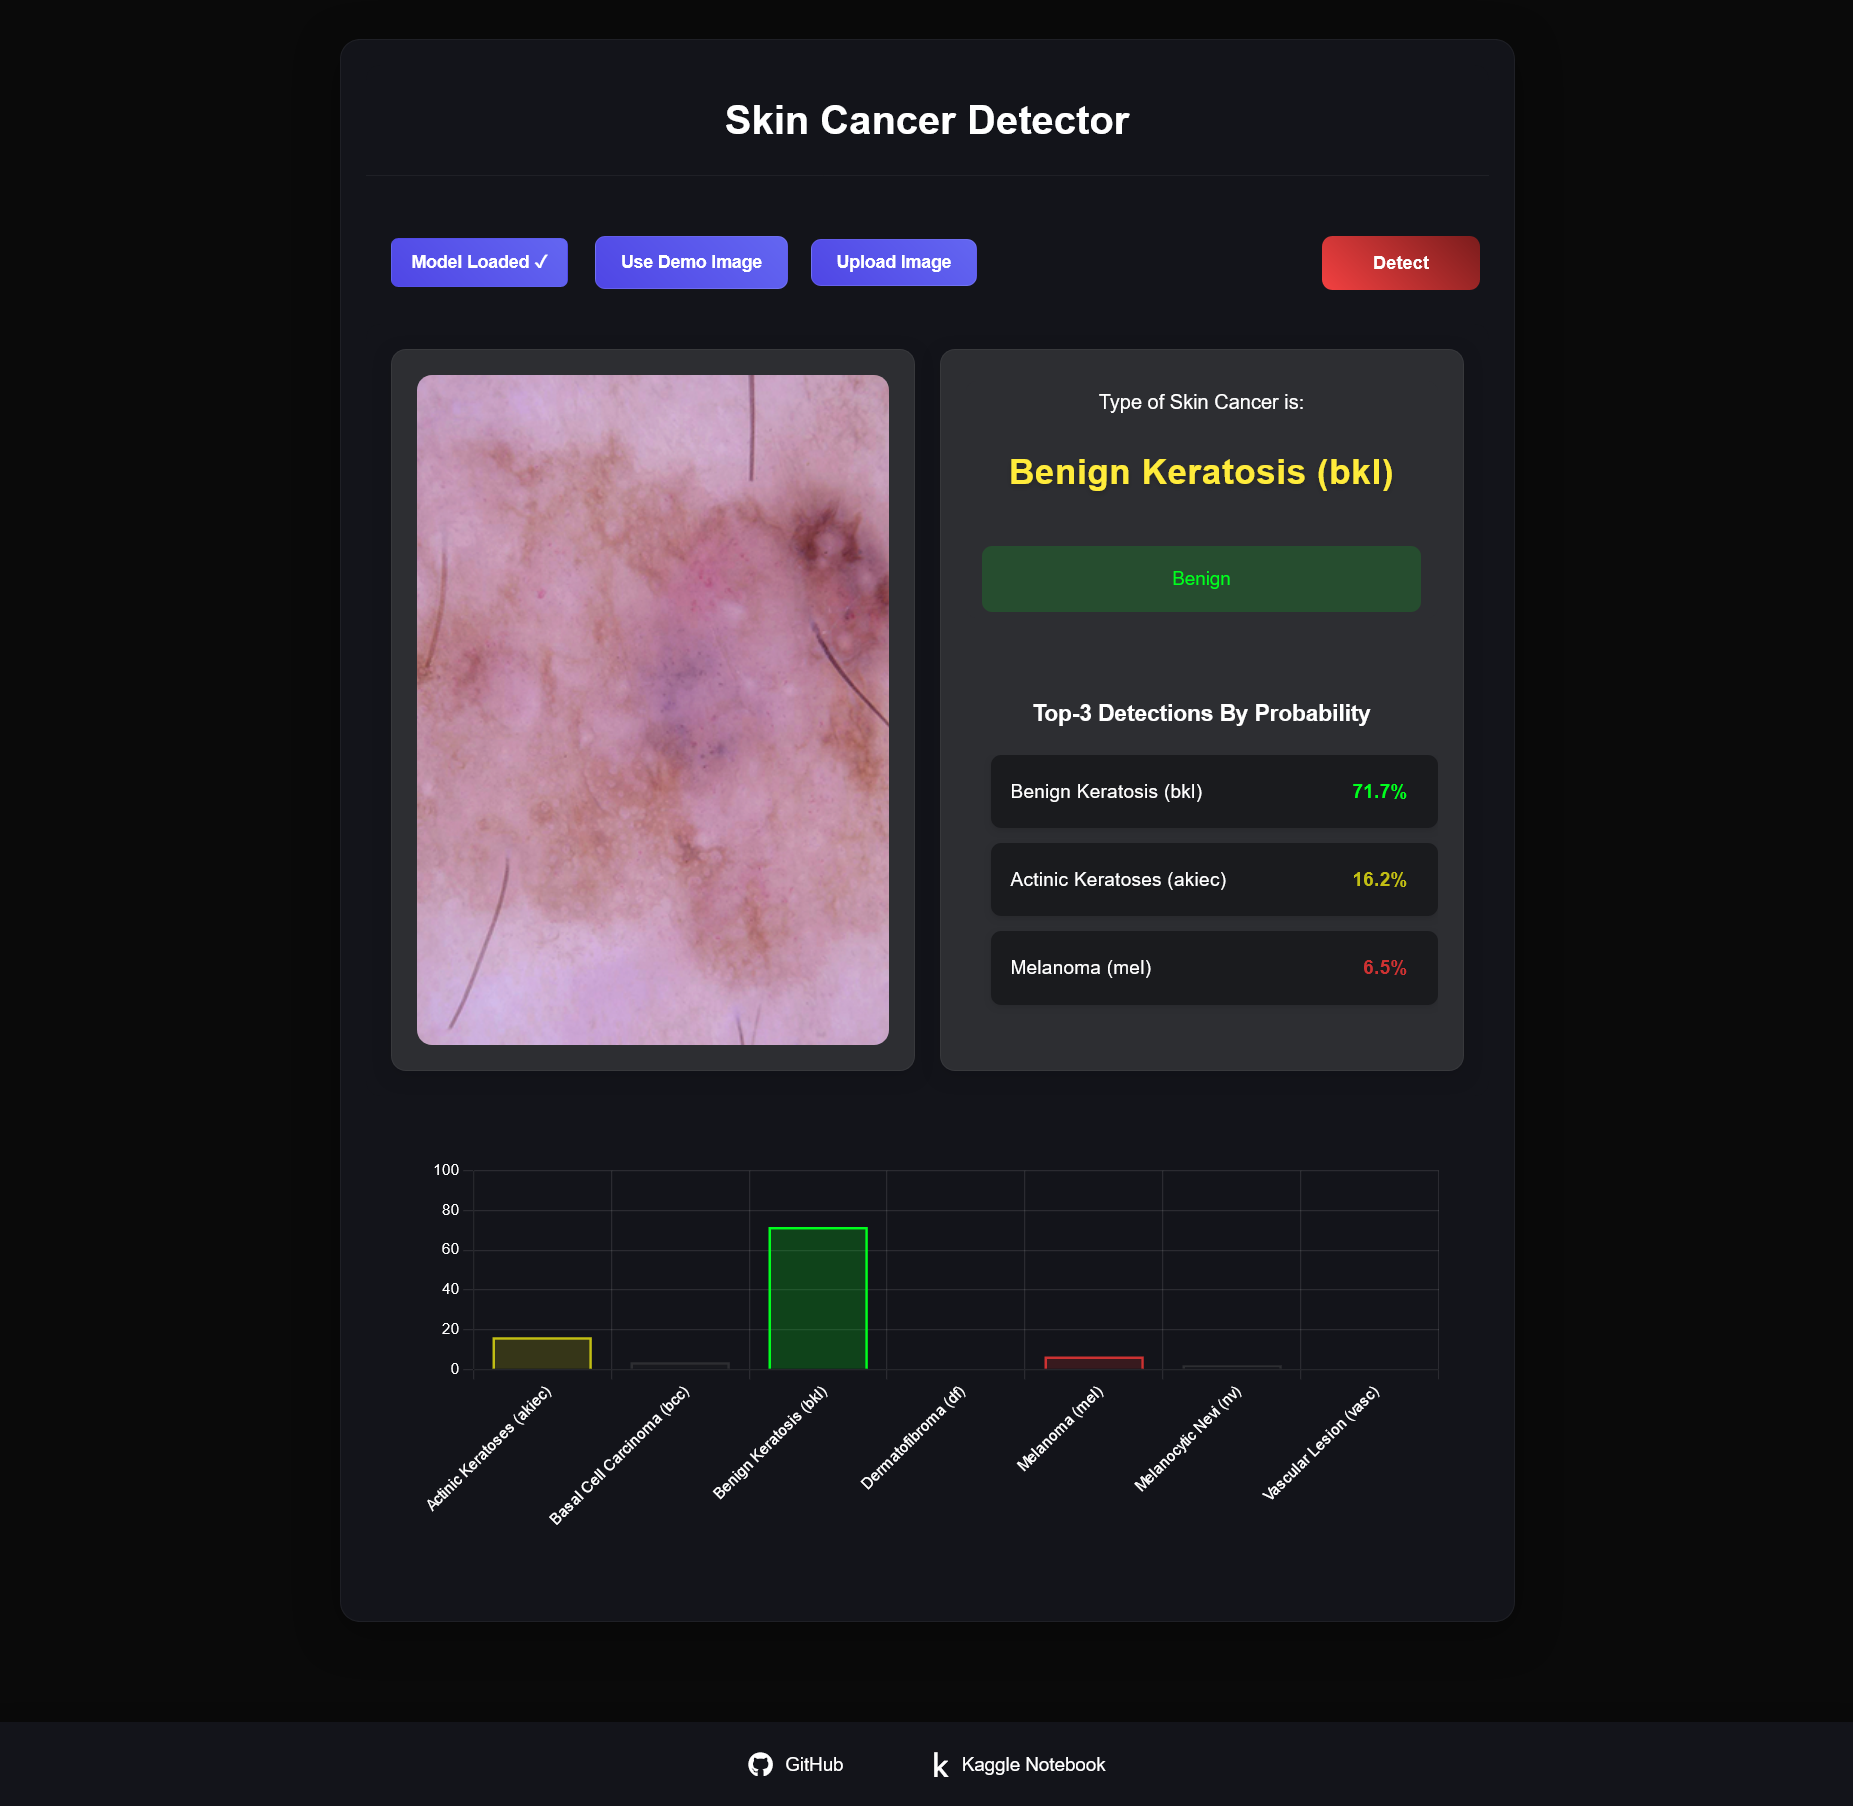 Skin Cancer Detector
Model Loaded ✓
Use Demo Image
Upload Image
Detect
Type of Skin Cancer is:
Benign Keratosis (bkl)
Benign
Top-3 Detections By Probability
Benign Keratosis (bkl) 71.7%
Actinic Keratoses (akiec) 16.2%
Melanoma (mel) 6.5%
100
80
60
40
20
0
Actinic Keratoses (akiec)
Basal Cell Carcinoma (bcc)
Benign Keratosis (bkl)
Dermatofibroma (df)
Melanoma (mel)
Melanocytic Nevi (nv)
Vascular Lesion (vasc)
GitHub
k Kaggle Notebook